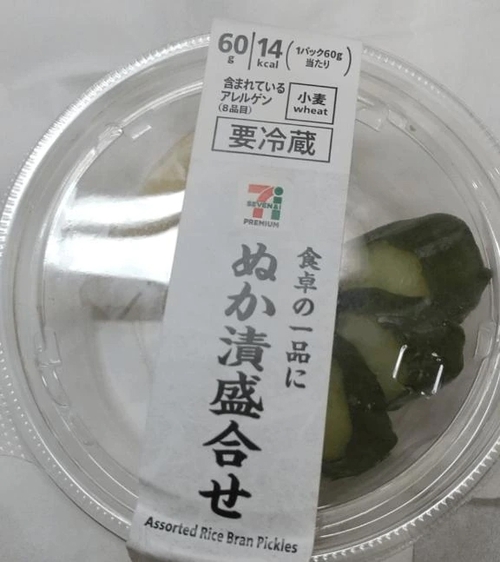 60g 14kcal (1パック60g当たり)
含まれている
アレルゲン
(8品目)
小麦
wheat
要冷蔵
SEVEN&i
PREMIUM
食卓の一品に
ぬか漬盛合せ
Assorted Rice Bran Pickles